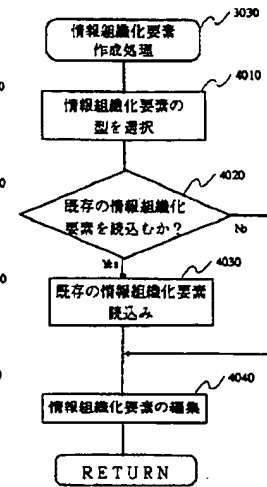 3030
情報組織化要素
作成処理
4010
情報組織化要素の
型を選択
4020
既存の情報組織化
要素を読込むか?
No
Yes
4030
既存の情報組織化要素
読込み
4040
情報組織化要素の編集
RETURN